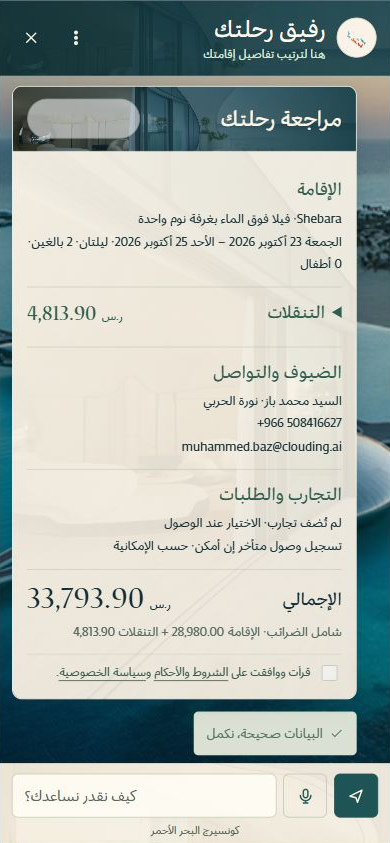 رفيق رحلتك
هنا لترتيب تفاصيل إقامتك
مراجعة رحلتك
الإقامة
Shebara· فيلا فوق الماء بغرفة نوم واحدة
الجمعة 23 أكتوبر 2026 – الأحد 25 أكتوبر 2026· ليلتان· 2 بالغين·
0 أطفال
التنقلات 4,813.90 ر.س
الضيوف والتواصل
السيد محمد باز· نورة الحربي
+966 508416627
muhammed.baz@clouding.ai
التجارب والطلبات
لم تُضف تجارب· الاختيار عند الوصول
تسجيل وصول متأخر إن أمكن· حسب الإمكانية
الإجمالي 33,793.90 ر.س
شامل الضرائب· الإقامة 28,980.00 + التنقلات 4,813.90
قرأت ووافقت على الشروط والأحكام وسياسة الخصوصية.
البيانات صحيحة، نكمل
كيف نقدر نساعدك؟
كونسيرج البحر الأحمر